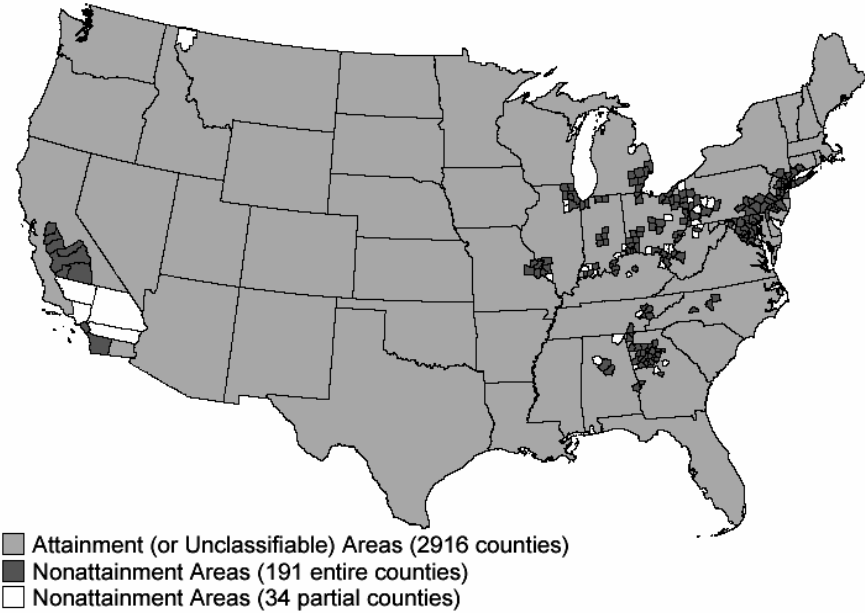 Attainment (or Unclassifiable) Areas (2916 counties)
Nonattainment Areas (191 entire counties)
Nonattainment Areas (34 partial counties)